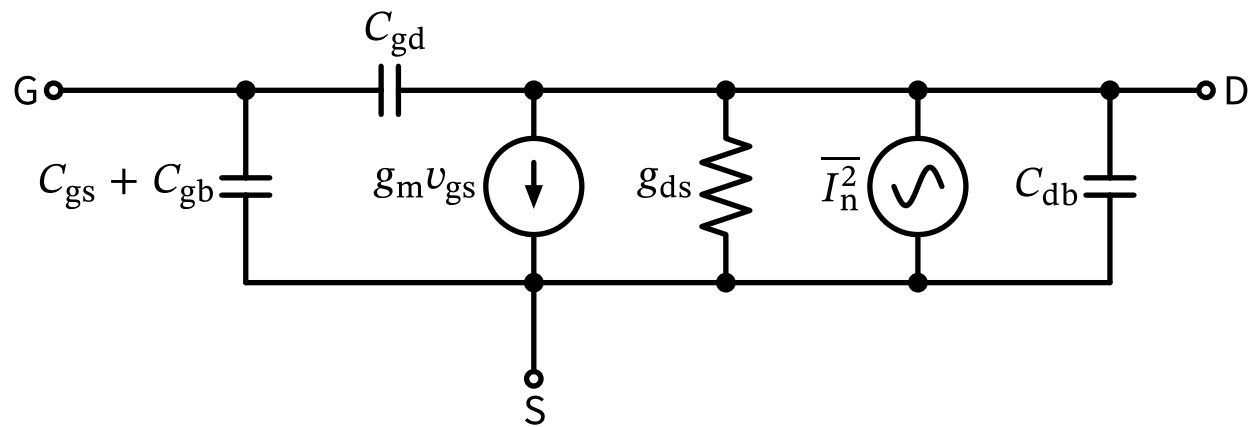 C_gd
G
D
C_gs + C_gb
g_m v_gs
g_ds
\overline{I_n^2}
C_db
S